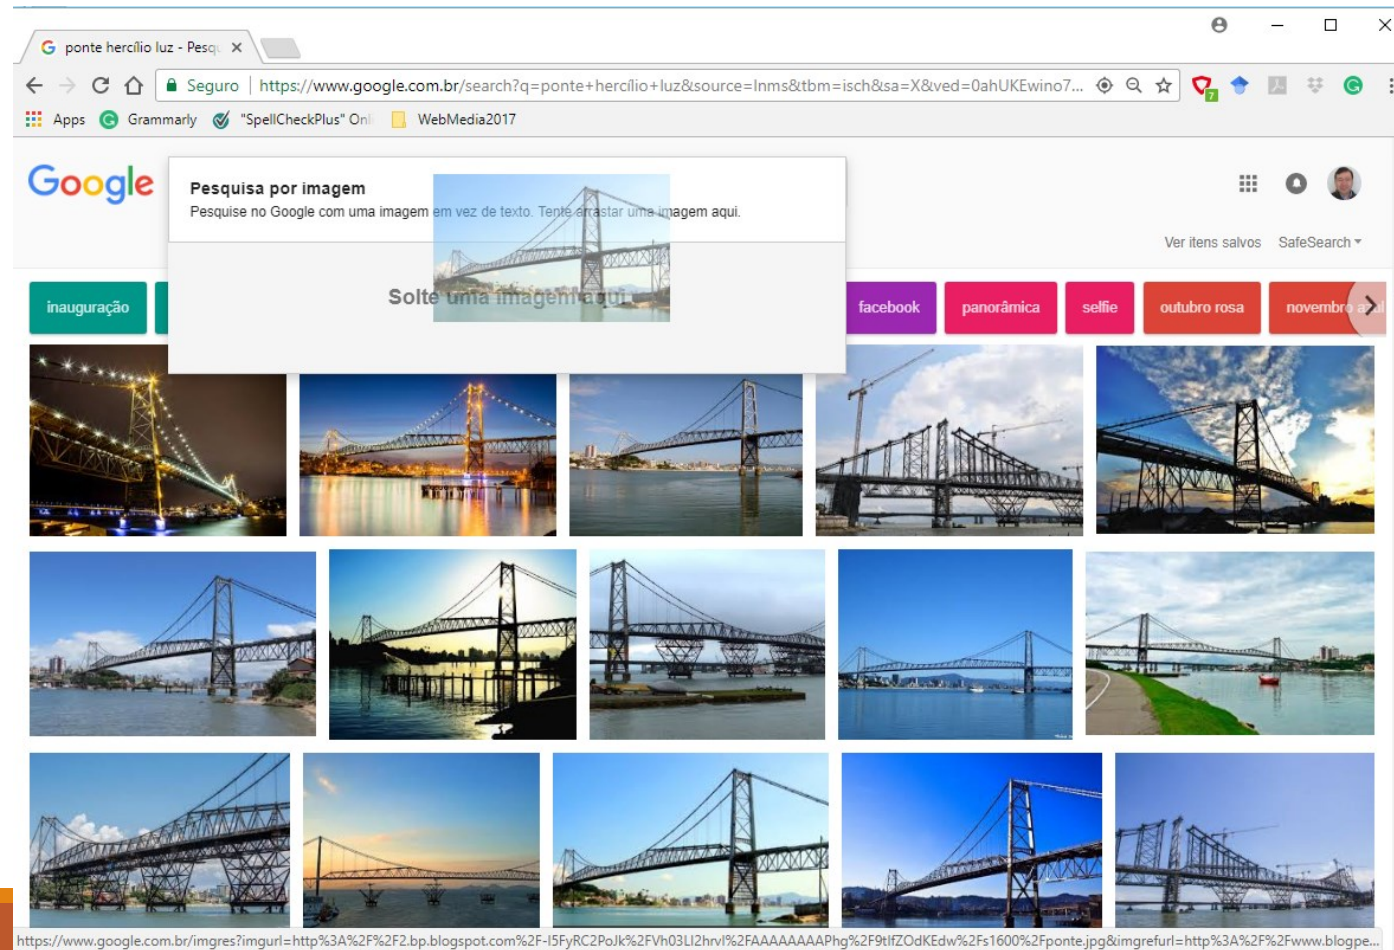 ponte hercílio luz - Pesqu
Seguro | https://www.google.com.br/search?q=ponte+hercílio+luz&source=lnms&tbm=isch&sa=X&ved=0ahUKEwino7...
7
Apps Grammarly "SpellCheckPlus" Onli WebMedia2017
Google
Pesquisa por imagem
Pesquise no Google com uma imagem em vez de texto. Tente arrastar uma imagem aqui.
Ver itens salvos SafeSearch
Solte uma imagem aqui
inauguração facebook panorâmica selfie outubro rosa novembro azul
https://www.google.com.br/imgres?imgurl=http%3A%2F%2F2.bp.blogspot.com%2F-I5FyRC2PoJk%2FVh03LI2hrvI%2FAAAAAAAAPhg%2F9tIfZOdKEdw%2Fs1600%2Fponte.jpg&imgrefurl=http%3A%2F%2Fwww.blogpe...